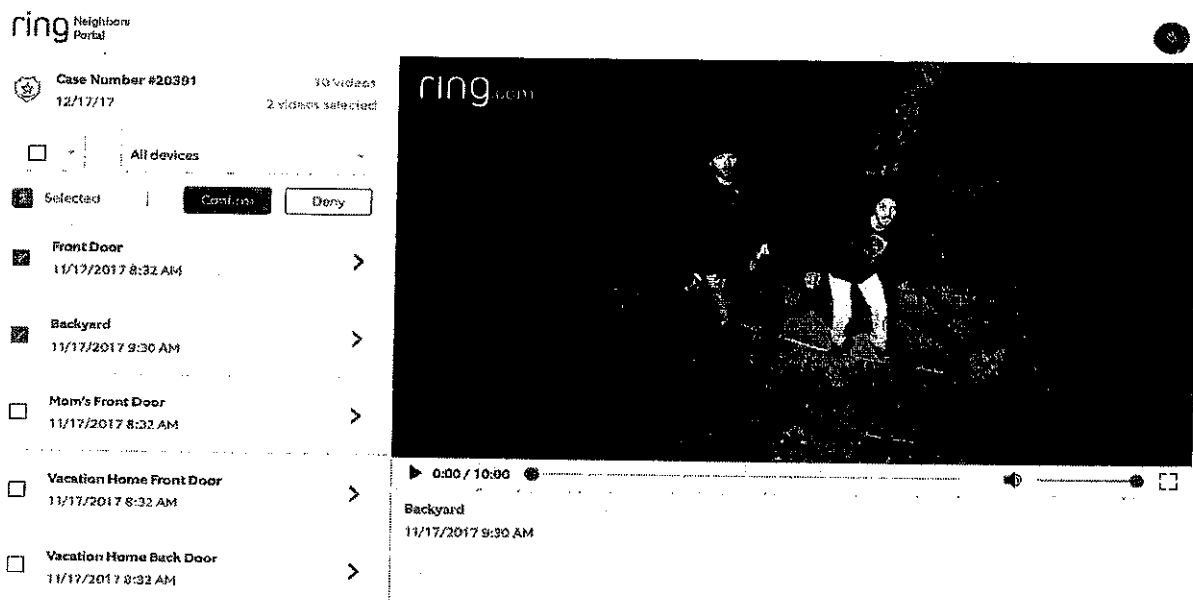 ring Neighbors
Portal
Case Number #20391
12/17/17
10 videos
2 videos selected
All devices
Selected
Confirm
Deny
Front Door
11/17/2017 8:32 AM
Backyard
11/17/2017 9:30 AM
Mom's Front Door
11/17/2017 8:32 AM
Vacation Home Front Door
11/17/2017 8:32 AM
Vacation Home Back Door
11/17/2017 8:32 AM
ring.com
0:00 / 10:00
Backyard
11/17/2017 9:30 AM